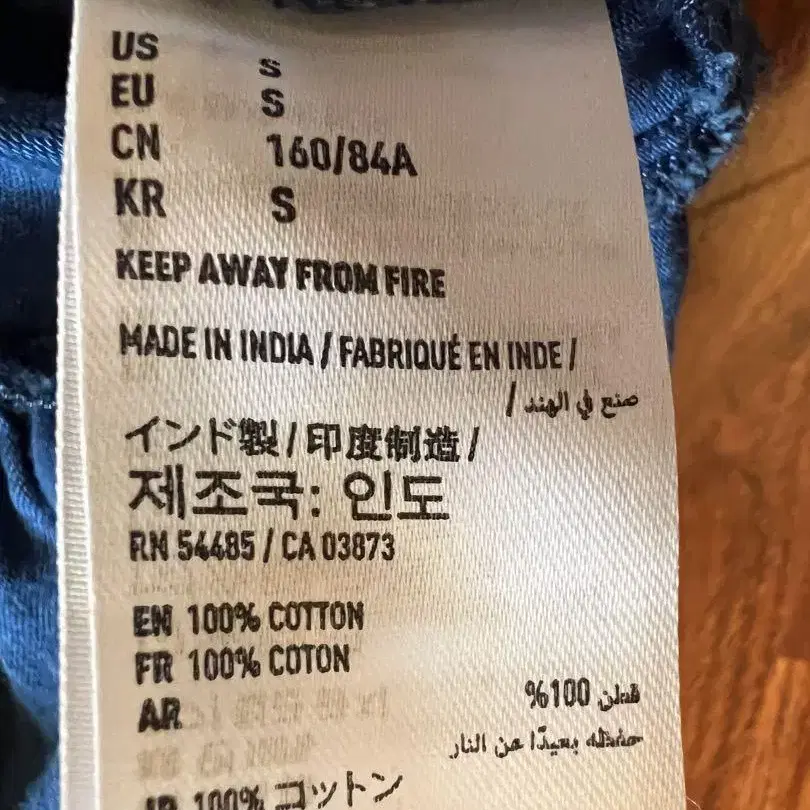 US S
EU S
CN 160/84A
KR S
KEEP AWAY FROM FIRE
MADE IN INDIA / FABRIQUÉ EN INDE /
صنع في الهند /
インド製 / 印度制造 /
제조국: 인도
RN 54485 / CA 03873
EN 100% COTTON
FR 100% COTON
AR %100 قطن
حفظه بعيدًا عن النار
JP 100% コットン